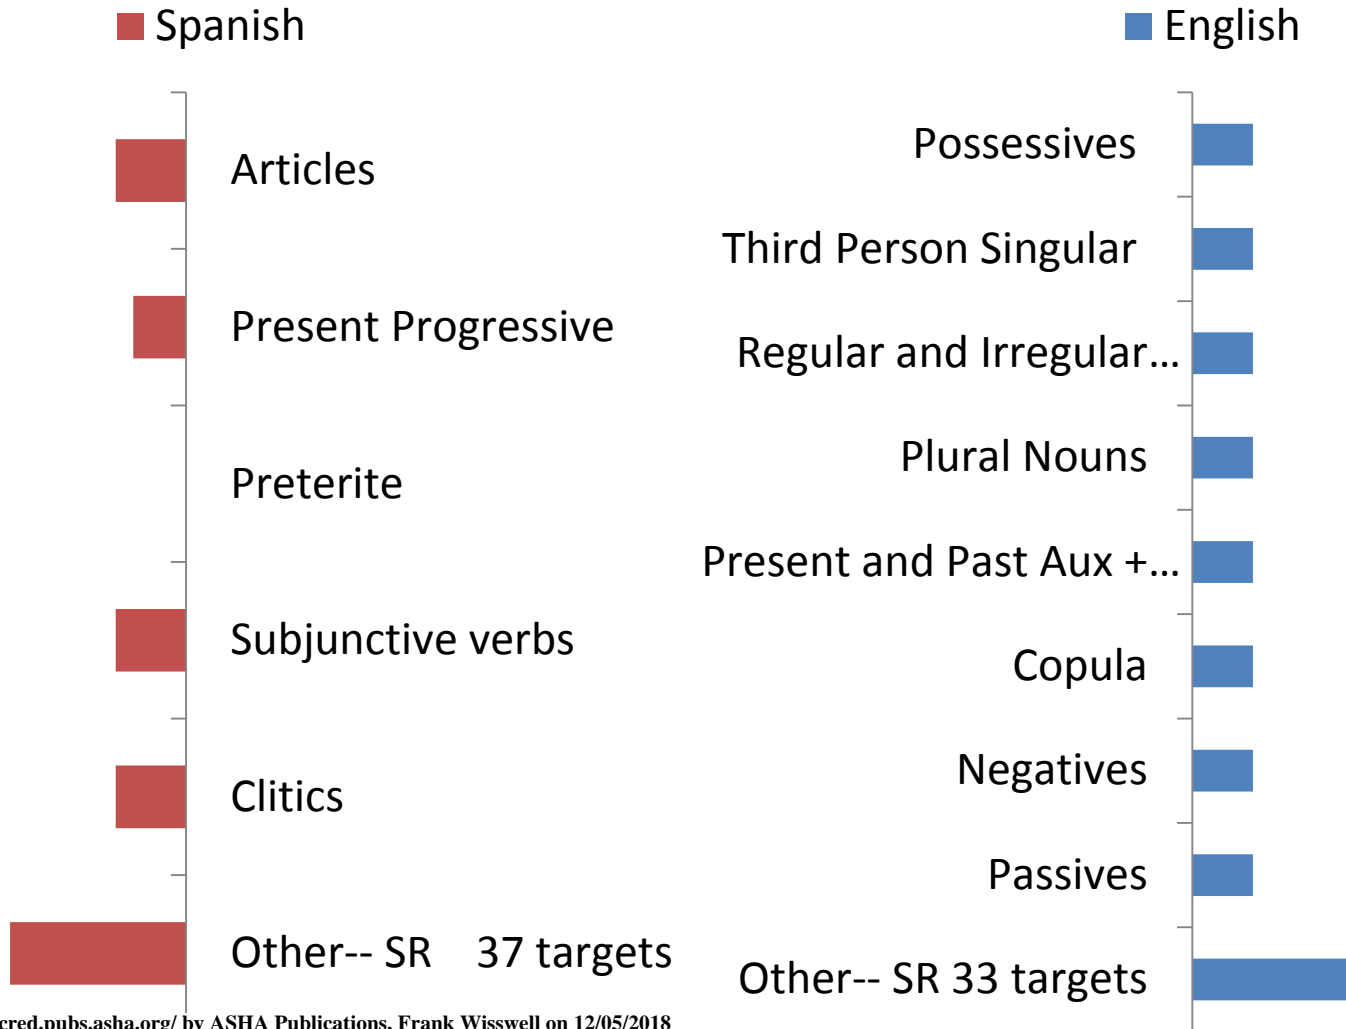 Spanish
Articles
Present Progressive
Preterite
Subjunctive verbs
Clitics
Other-- SR 37 targets
English
Possessives
Third Person Singular
Regular and Irregular…
Plural Nouns
Present and Past Aux +…
Copula
Negatives
Passives
Other-- SR 33 targets
cred.pubs.asha.org/ by ASHA Publications, Frank Wisswell on 12/05/2018